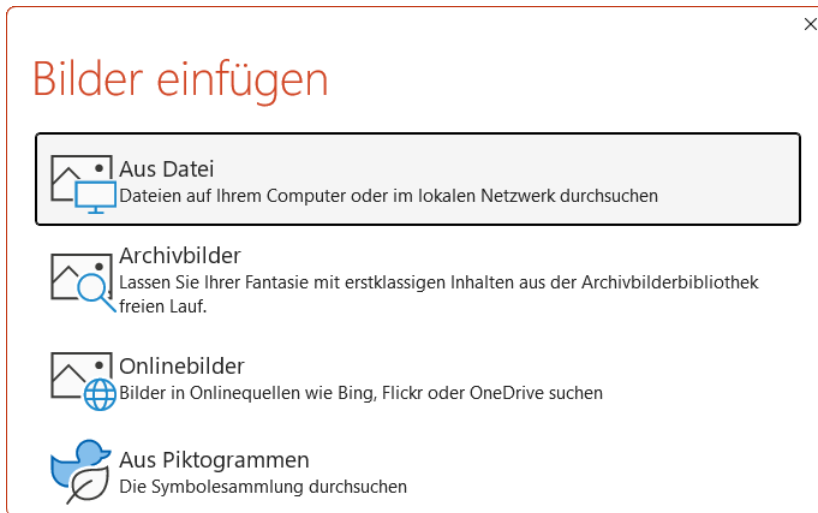 Bilder einfügen
Aus Datei
Dateien auf Ihrem Computer oder im lokalen Netzwerk durchsuchen
Archivbilder
Lassen Sie Ihrer Fantasie mit erstklassigen Inhalten aus der Archivbilderbibliothek
freien Lauf.
Onlinebilder
Bilder in Onlinequellen wie Bing, Flickr oder OneDrive suchen
Aus Piktogrammen
Die Symbolesammlung durchsuchen